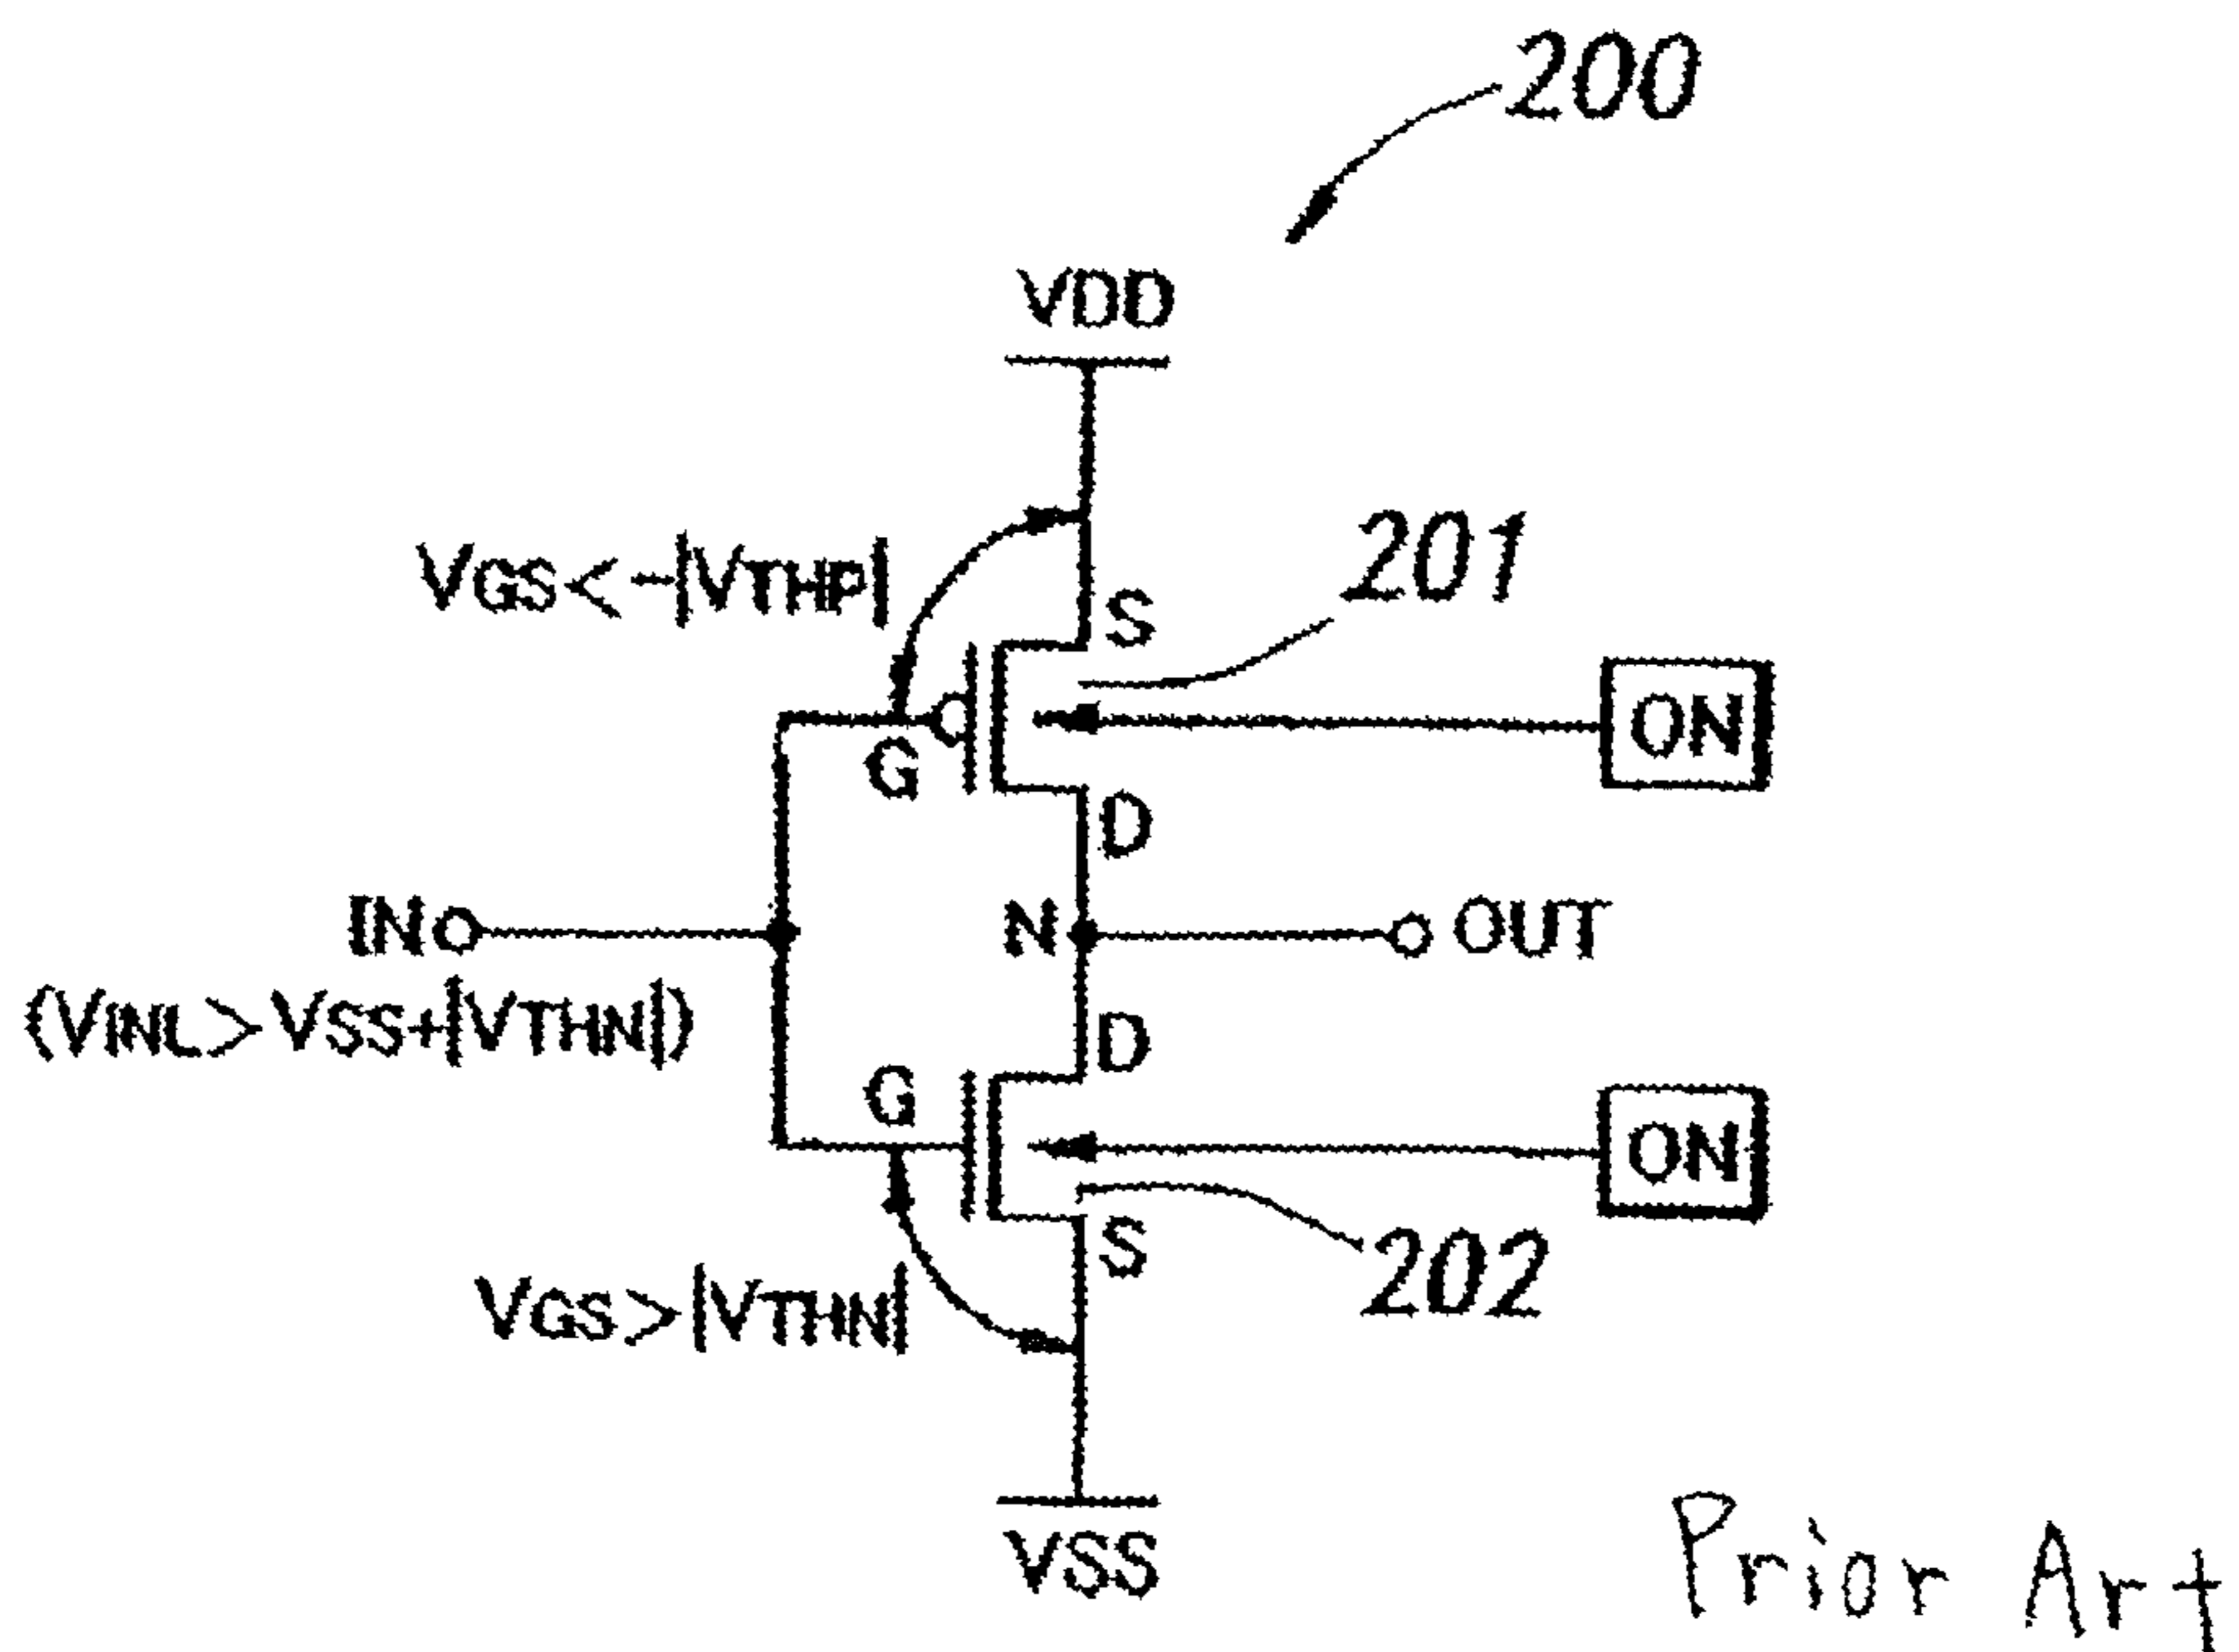 200
VDD
VGS<-|VTHP|
201
S
ON
G
D
IN
N
OUT
(VINL>VSS+|VTHN|)
D
G
ON
S
202
VGS>|VTHN|
VSS
Prior Art